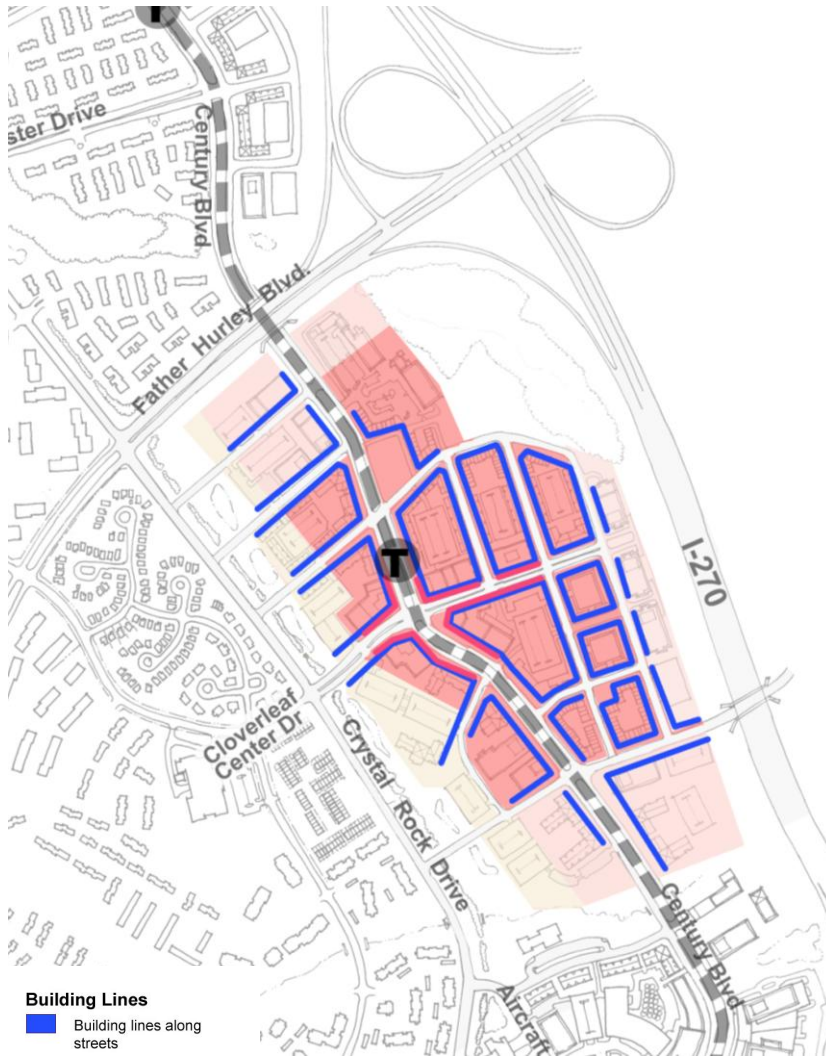 T
ster Drive
Century Blvd
Father Hurley Blvd.
I-270
T
Cloverleaf
Center Dr
Crystal Rock Drive
Century Blvd
Aircraft
Building Lines
Building lines along
streets